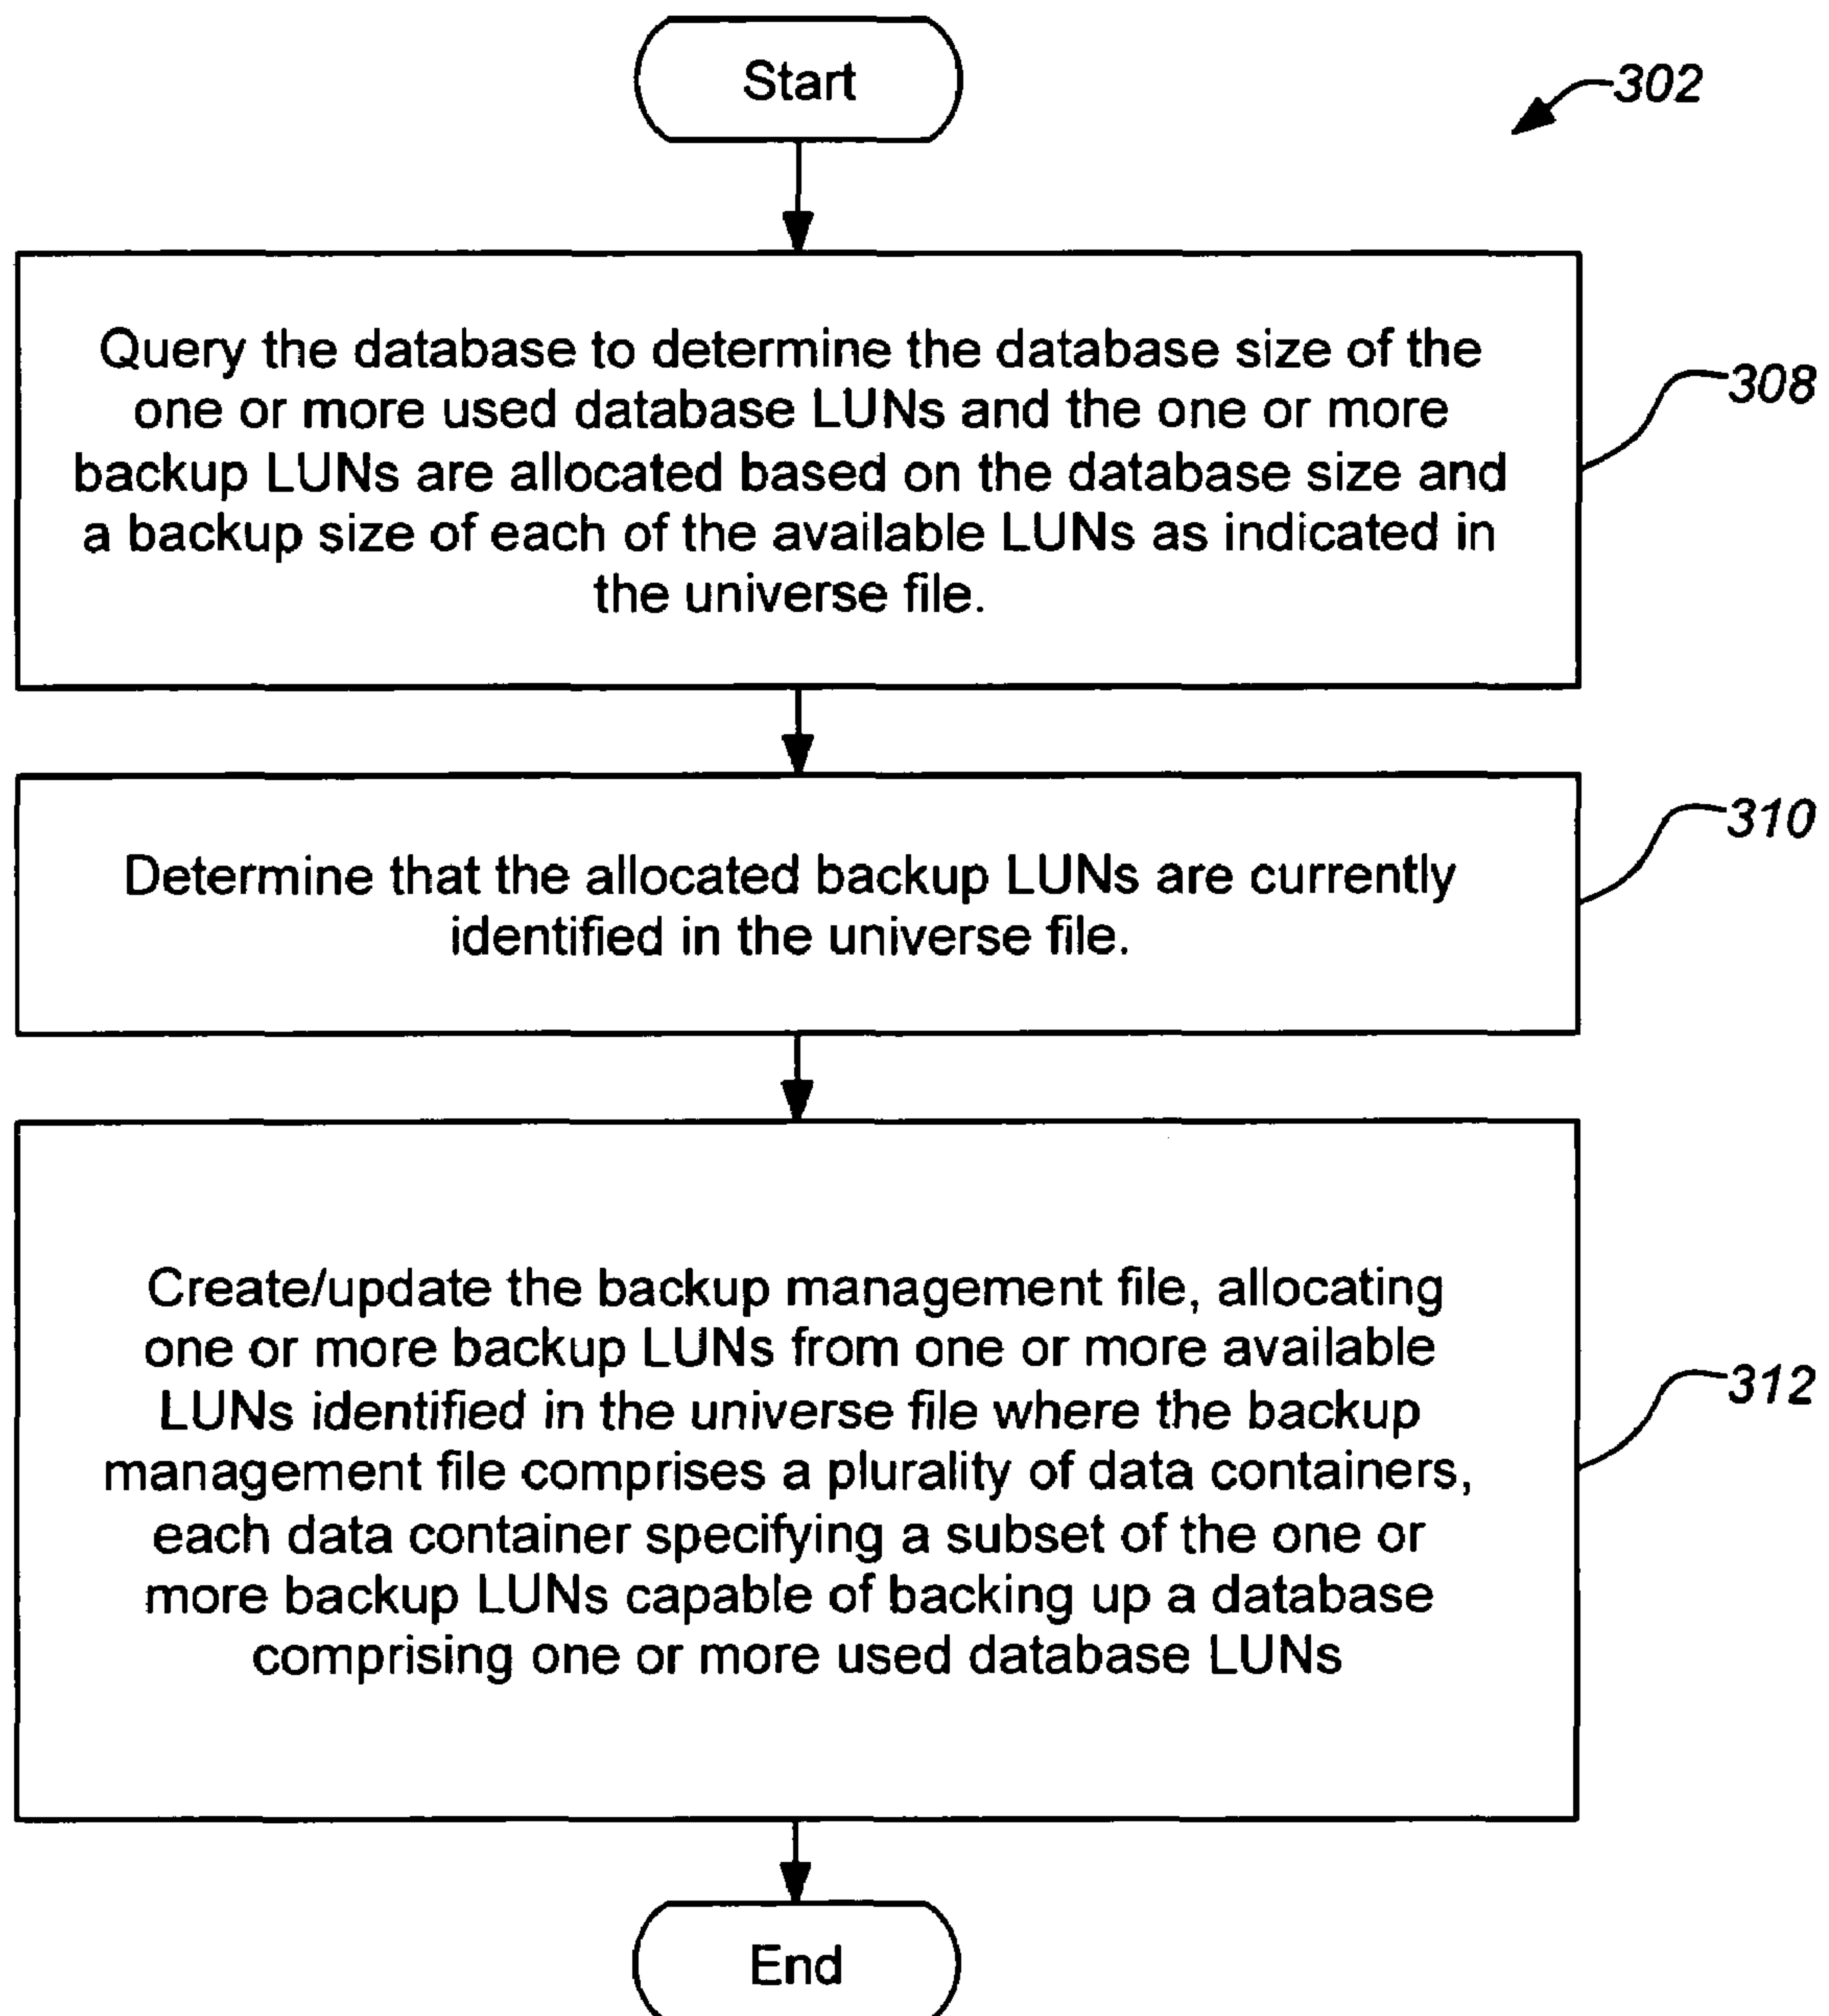 Start
302
Query the database to determine the database size of the
one or more used database LUNs and the one or more
backup LUNs are allocated based on the database size and
a backup size of each of the available LUNs as indicated in
the universe file.
308
Determine that the allocated backup LUNs are currently
identified in the universe file.
310
Create/update the backup management file, allocating
one or more backup LUNs from one or more available
LUNs identified in the universe file where the backup
management file comprises a plurality of data containers,
each data container specifying a subset of the one or
more backup LUNs capable of backing up a database
comprising one or more used database LUNs
312
End